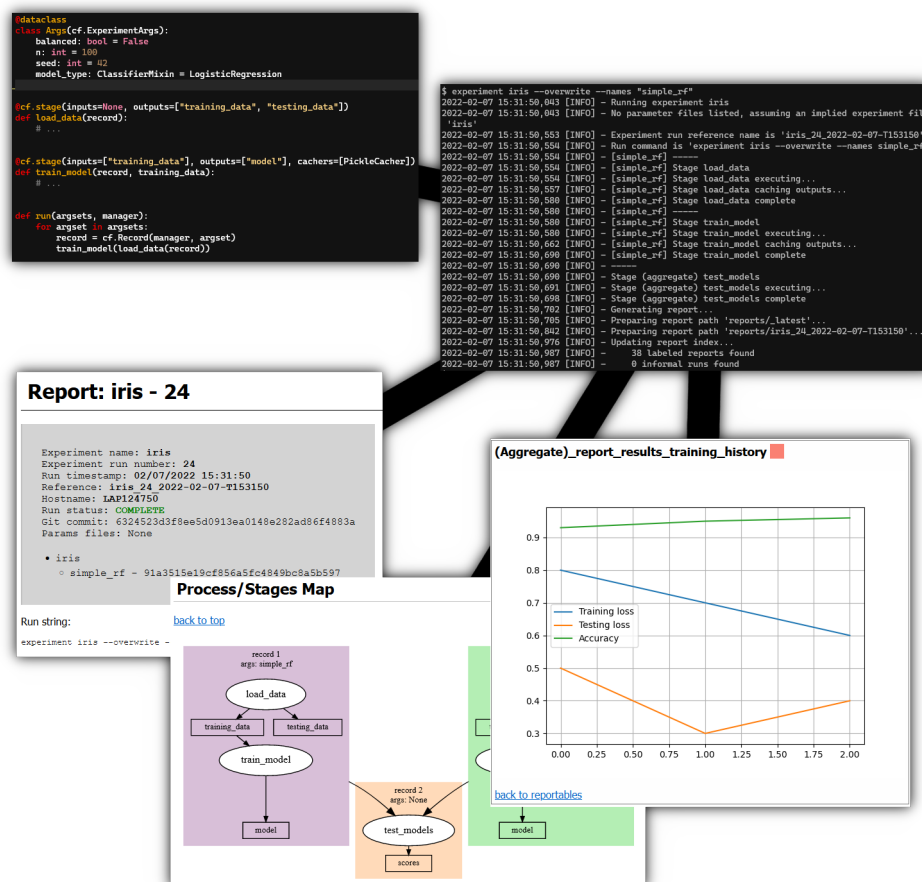 @dataclass
class Args(cf.ExperimentArgs):
    balanced: bool = False
    n: int = 100
    seed: int = 42
    model_type: ClassifierMixin = LogisticRegression
@cf.stage(inputs=None, outputs=["training_data", "testing_data"])
def load_data(record):
    # ...
@cf.stage(inputs=["training_data"], outputs=["model"], cachers=[PickleCacher])
def train_model(record, training_data):
    # ...
def run(argsets, manager):
    for argset in argsets:
        record = cf.Record(manager, argset)
        train_model(load_data(record))
$ experiment iris --overwrite --names "simple_rf"
2022-02-07 15:31:50,043 [INFO] - Running experiment iris
2022-02-07 15:31:50,043 [INFO] - No parameter files listed, assuming an implied experiment fil
'iris'
2022-02-07 15:31:50,553 [INFO] - Experiment run reference name is 'iris_24_2022-02-07-T153150'
2022-02-07 15:31:50,554 [INFO] - Run command is 'experiment iris --overwrite --names simple_rf
2022-02-07 15:31:50,554 [INFO] - [simple_rf] -----
2022-02-07 15:31:50,554 [INFO] - [simple_rf] Stage load_data
2022-02-07 15:31:50,554 [INFO] - [simple_rf] Stage load_data executing...
2022-02-07 15:31:50,557 [INFO] - [simple_rf] Stage load_data caching outputs...
2022-02-07 15:31:50,580 [INFO] - [simple_rf] Stage load_data complete
2022-02-07 15:31:50,580 [INFO] - [simple_rf] -----
2022-02-07 15:31:50,580 [INFO] - [simple_rf] Stage train_model
2022-02-07 15:31:50,580 [INFO] - [simple_rf] Stage train_model executing...
2022-02-07 15:31:50,662 [INFO] - [simple_rf] Stage train_model caching outputs...
2022-02-07 15:31:50,690 [INFO] - [simple_rf] Stage train_model complete
2022-02-07 15:31:50,690 [INFO] - -----
2022-02-07 15:31:50,690 [INFO] - Stage (aggregate) test_models
2022-02-07 15:31:50,691 [INFO] - Stage (aggregate) test_models executing...
2022-02-07 15:31:50,698 [INFO] - Stage (aggregate) test_models complete
2022-02-07 15:31:50,702 [INFO] - Generating report...
2022-02-07 15:31:50,705 [INFO] - Preparing report path 'reports/_latest'...
2022-02-07 15:31:50,842 [INFO] - Preparing report path 'reports/iris_24_2022-02-07-T153150'...
2022-02-07 15:31:50,976 [INFO] - Updating report index...
2022-02-07 15:31:50,987 [INFO] -     38 labeled reports found
2022-02-07 15:31:50,987 [INFO] -     0 informal runs found
Report: iris - 24
Experiment name: iris
Experiment run number: 24
Run timestamp: 02/07/2022 15:31:50
Reference: iris_24_2022-02-07-T153150
Hostname: LAP124750
Run status: COMPLETE
Git commit: 6324523d3f8ee5d0913ea0148e282ad86f4883a
Params files: None
• iris
◦ simple_rf - 91a3515e19cf856a5fc4849bc8a5b597
Run string:
experiment iris --overwrite -
Process/Stages Map
back to top
record 1
args: simple_rf
load_data
training_data
testing_data
train_model
model
record 2
args: None
test_models
scores
model
(Aggregate)_report_results_training_history
0.9
0.8
0.7
0.6
0.5
0.4
0.3
Training loss
Testing loss
Accuracy
0.00 0.25 0.50 0.75 1.00 1.25 1.50 1.75 2.00
back to reportables